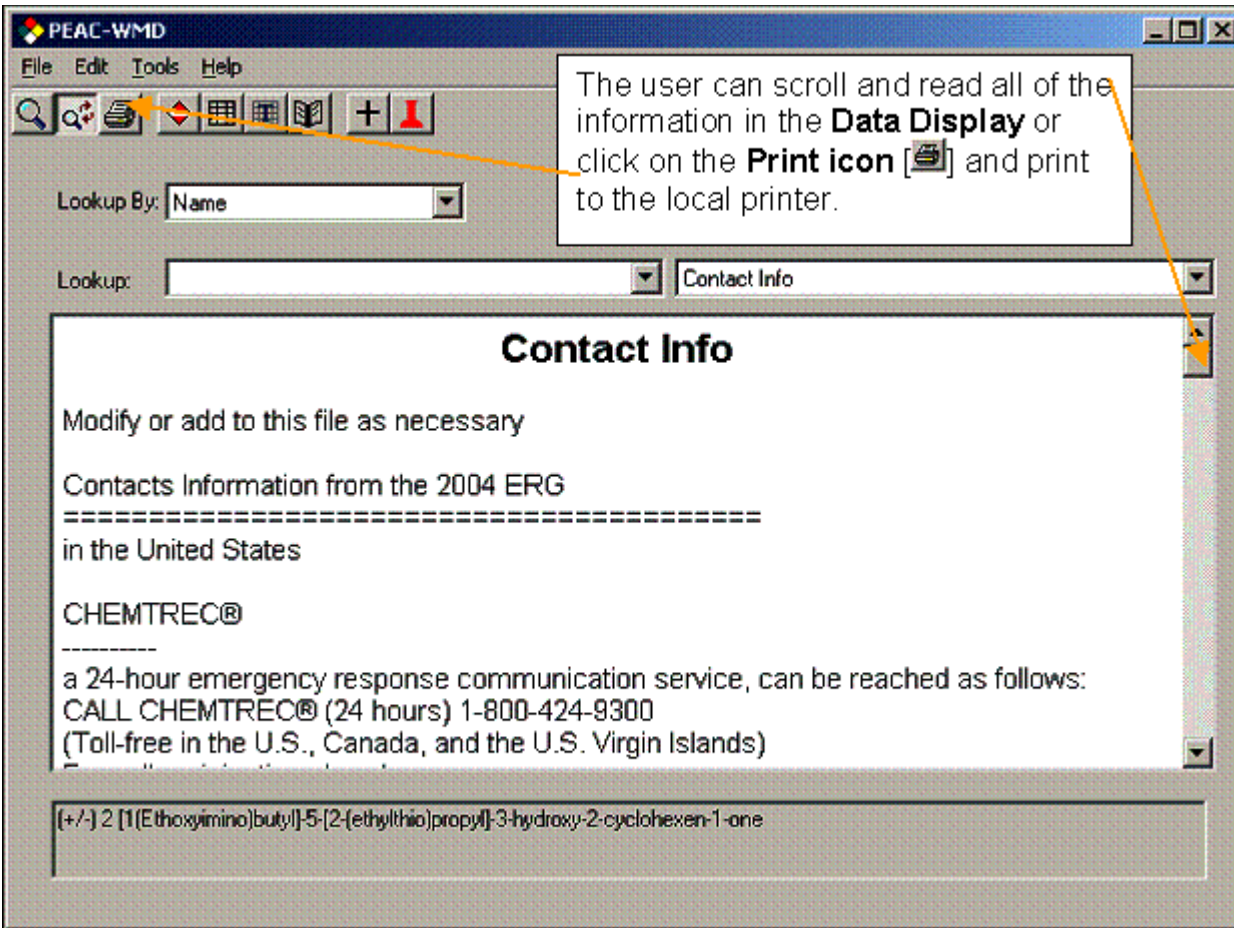 PEAC-WMD
File Edit Tools Help
The user can scroll and read all of the
information in the Data Display or
click on the Print icon [ ] and print
to the local printer.
Lookup By: Name
Lookup: Contact Info
Contact Info
Modify or add to this file as necessary
Contacts Information from the 2004 ERG
=========================================
in the United States
CHEMTREC®
----------
a 24-hour emergency response communication service, can be reached as follows:
CALL CHEMTREC® (24 hours) 1-800-424-9300
(Toll-free in the U.S., Canada, and the U.S. Virgin Islands)
(+/-) 2 [1(Ethoxyimino)butyl]-5-[2-(ethylthio)propyl]-3-hydroxy-2-cyclohexen-1-one